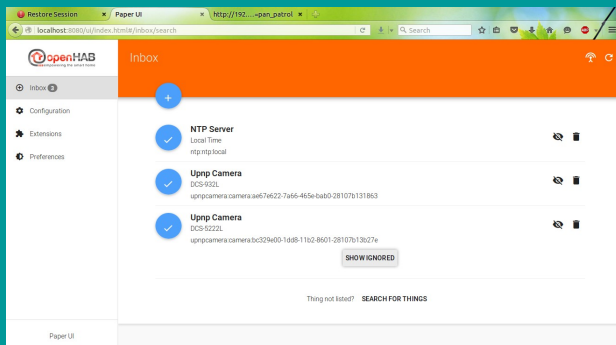 Restore Session
Paper UI
http://192....=pan_patrol
localhost:8080/ui/index.html#/inbox/search
Search
openHAB
empowering the smart home
Inbox
Inbox 3
Configuration
Extensions
Preferences
NTP Server
Local Time
ntp:ntp:local
Upnp Camera
DCS-932L
upnpcamera:camera:ae67e622-7a66-465e-bab0-28107b131863
Upnp Camera
DCS-5222L
upnpcamera:camera:bc329e00-1dd8-11b2-8601-28107b13b27e
SHOW IGNORED
Thing not listed? SEARCH FOR THINGS
Paper UI